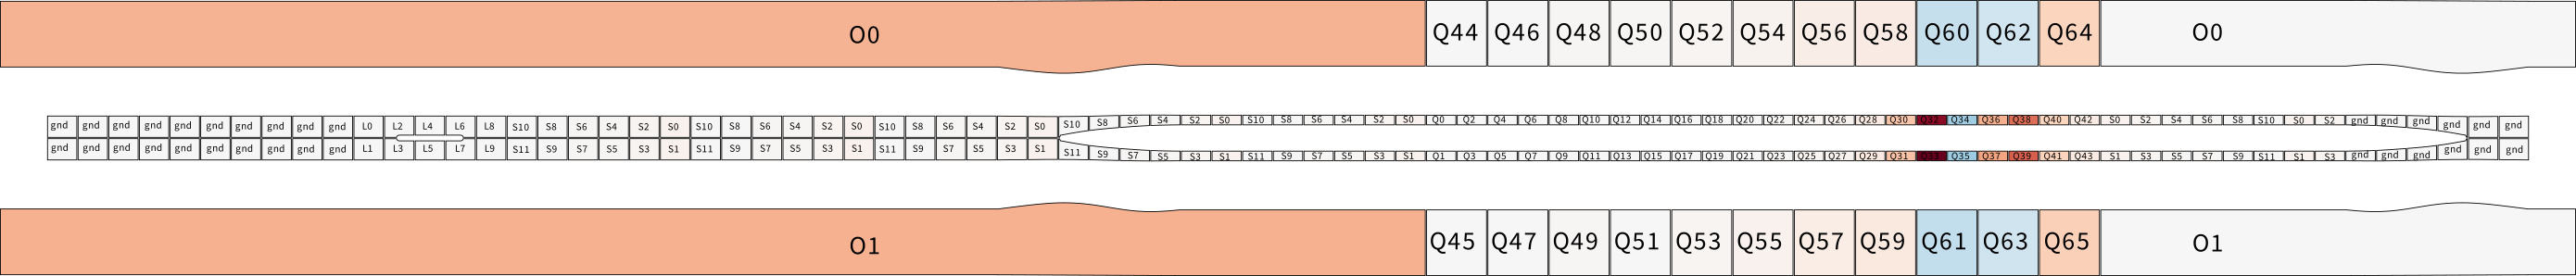 O0 Q44 Q46 Q48 Q50 Q52 Q54 Q56 Q58 Q60 Q62 Q64 O0
gnd gnd gnd gnd gnd gnd gnd gnd gnd gnd L0 L2 L4 L6 L8 S10 S8 S6 S4 S2 S0 S10 S8 S6 S4 S2 S0 S10 S8 S6 S4 S2 S0 S10 S8 S6 S4 S2 S0 S10 S8 S6 S4 S2 S0 Q0 Q2 Q4 Q6 Q8 Q10 Q12 Q14 Q16 Q18 Q20 Q22 Q24 Q26 Q28 Q30 Q32 Q34 Q36 Q38 Q40 Q42 S0 S2 S4 S6 S8 S10 S0 S2 gnd gnd gnd gnd gnd gnd
gnd gnd gnd gnd gnd gnd gnd gnd gnd gnd L1 L3 L5 L7 L9 S11 S9 S7 S5 S3 S1 S11 S9 S7 S5 S3 S1 S11 S9 S7 S5 S3 S1 S11 S9 S7 S5 S3 S1 S11 S9 S7 S5 S3 S1 Q1 Q3 Q5 Q7 Q9 Q11 Q13 Q15 Q17 Q19 Q21 Q23 Q25 Q27 Q29 Q31 Q33 Q35 Q37 Q39 Q41 Q43 S1 S3 S5 S7 S9 S11 S1 S3 gnd gnd gnd gnd gnd gnd
O1 Q45 Q47 Q49 Q51 Q53 Q55 Q57 Q59 Q61 Q63 Q65 O1